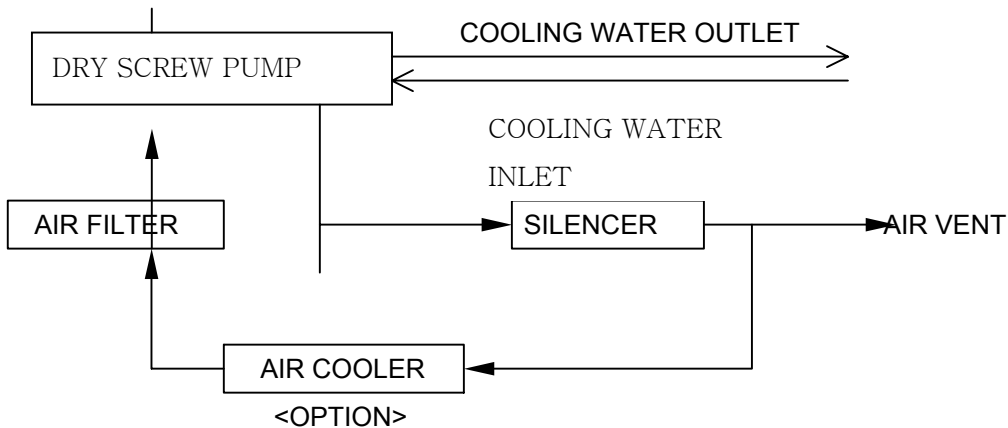 COOLING WATER OUTLET
DRY SCREW PUMP
COOLING WATER
INLET
AIR FILTER
SILENCER
AIR VENT
AIR COOLER
<OPTION>